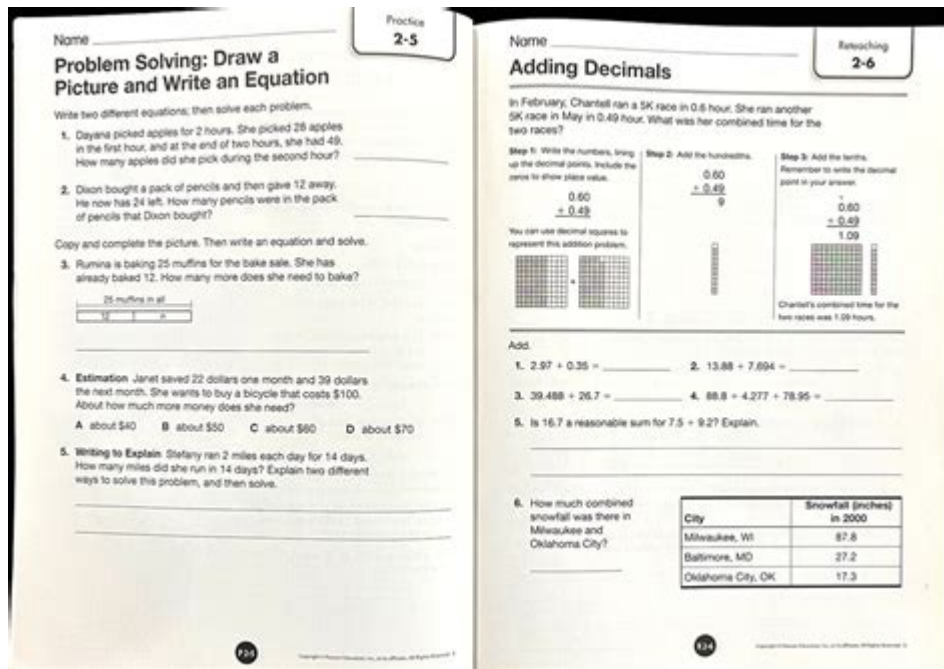 Name
Practice
2-5
Problem Solving: Draw a
Picture and Write an Equation
Write two different equations; then solve each problem.
1. Dayana picked apples for 2 hours. She picked 28 apples
in the first hour, and at the end of two hours, she had 49.
How many apples did she pick during the second hour?
2. Dixon bought a pack of pencils and then gave 12 away.
He now has 24 left. How many pencils were in the pack
of pencils that Dixon bought?
Copy and complete the picture. Then write an equation and solve.
3. Rumina is baking 25 muffins for the bake sale. She has
already baked 12. How many more does she need to bake?
25 muffins in all
12 n
4. Estimation Janet saved 22 dollars one month and 39 dollars
the next month. She wants to buy a bicycle that costs $100.
About how much more money does she need?
A about $40 B about $50 C about $60 D about $70
5. Writing to Explain Stefany ran 2 miles each day for 14 days.
How many miles did she run in 14 days? Explain two different
ways to solve this problem, and then solve.
Name
Reteaching
2-6
Adding Decimals
In February, Chantell ran a 5K race in 0.6 hour. She ran another
5K race in May in 0.49 hour. What was her combined time for the
two races?
Step 1: Write the numbers, lining
up the decimal points. Include the
zeros to show place value.
0.60
+ 0.49
You can use decimal squares to
represent this addition problem.
+
Step 2: Add the hundredths.
0.60
+ 0.49
9
Step 3: Add the tenths.
Remember to write the decimal
point in your answer.
1
0.60
+ 0.49
1.09
Chantell's combined time for the
two races was 1.09 hours.
Add.
1. 2.97 + 0.35 =
2. 13.88 + 7.694 =
3. 39.488 + 26.7 =
4. 88.8 + 4.277 + 78.95 =
5. Is 16.7 a reasonable sum for 7.5 + 9.2? Explain.
6. How much combined
snowfall was there in
Milwaukee and
Oklahoma City?
City Snowfall (inches) in 2000
Milwaukee, WI 87.8
Baltimore, MD 27.2
Oklahoma City, OK 17.3